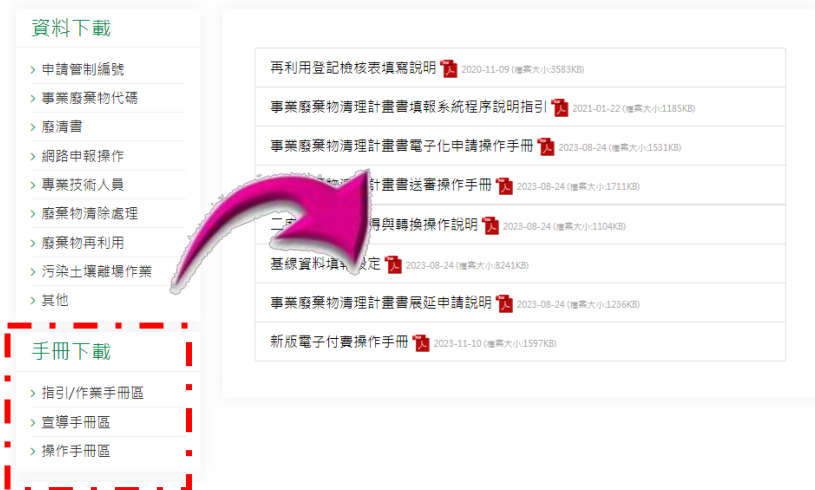 資料下載
申請管制編號
事業廢棄物代碼
廢清書
網路申報操作
專業技術人員
廢棄物清除處理
廢棄物再利用
污染土壤離場作業
其他
手冊下載
指引/作業手冊區
宣導手冊區
操作手冊區
再利用登記檢核表填寫說明 2020-11-09 (檔案大小:3583KB)
事業廢棄物清理計畫書填報系統程序說明指引 2021-01-22 (檔案大小:1185KB)
事業廢棄物清理計畫書電子化申請操作手冊 2023-08-24 (檔案大小:1531KB)
計畫書送審操作手冊 2023-08-24 (檔案大小:1711KB)
得與轉換操作說明 2023-08-24 (檔案大小:1104KB)
基線資料填報設定 2023-08-24 (檔案大小:8241KB)
事業廢棄物清理計畫書展延申請說明 2023-08-24 (檔案大小:1236KB)
新版電子付費操作手冊 2023-11-10 (檔案大小:1597KB)